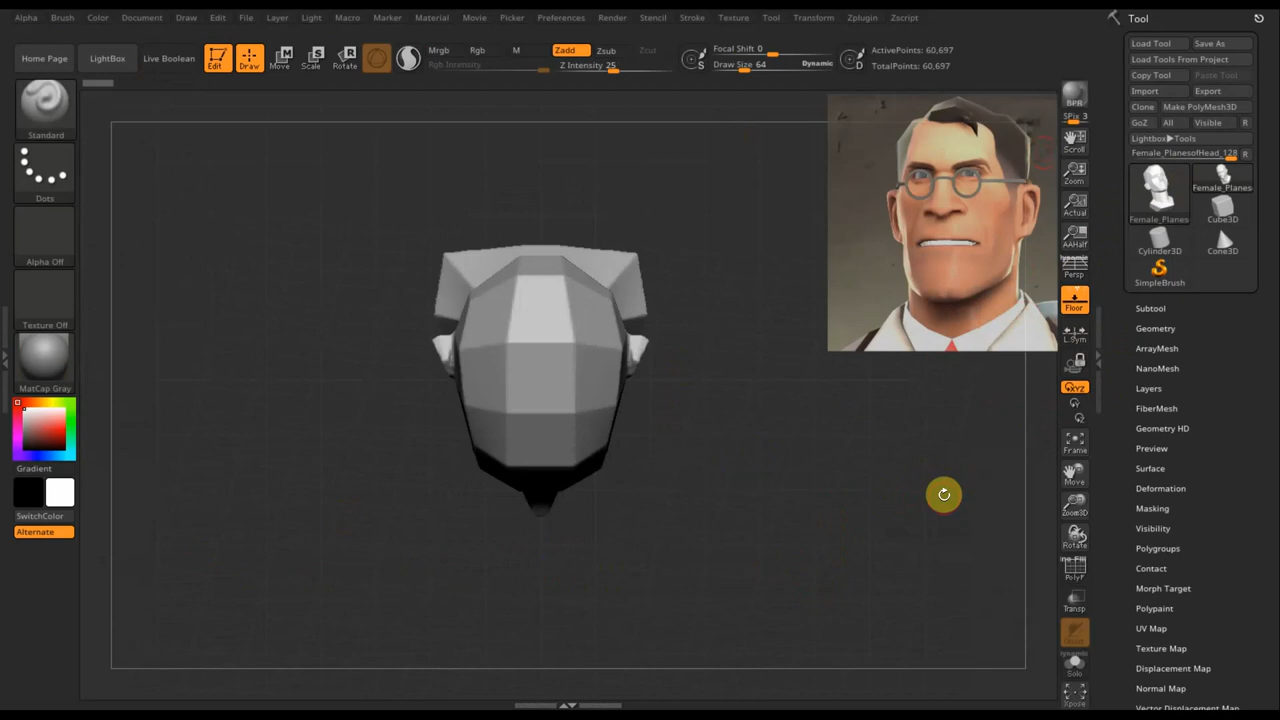 Alpha Brush Color Document Draw Edit File Layer Light Macro Marker Material Movie Picker Preferences Render Stencil Stroke Texture Tool Transform Zplugin Zscript
Tool
Home Page LightBox Live Boolean Edit Draw Move Scale Rotate
Mrgb Rgb M Zadd Zsub Zcut
Rgb Intensity Z Intensity 25
S Focal Shift 0
Draw Size 64 Dynamic
D ActivePoints: 60,697
TotalPoints: 60,697
Standard
Dots
Alpha Off
Texture Off
MatCap Gray
Gradient
SwitchColor
Alternate
BPR
SPix 3
Scroll
Zoom
Actual
AAHalf
Dynamic
Persp
Floor
L.Sym
XYZ
Y
Z
Frame
Move
Zoom3D
Rotate
PolyF
Transp
Dynamic
Solo
Xpose
Load Tool Save As
Load Tools From Project
Copy Tool Paste Tool
Import Export
Clone Make PolyMesh3D
GoZ All Visible R
Lightbox▶Tools
Female_PlanesofHead_128 R
Female_Planes Female_Planes
Cube3D
Cylinder3D Cone3D
SimpleBrush
Subtool
Geometry
ArrayMesh
NanoMesh
Layers
FiberMesh
Geometry HD
Preview
Surface
Deformation
Masking
Visibility
Polygroups
Contact
Morph Target
Polypaint
UV Map
Texture Map
Displacement Map
Normal Map
Vector Displacement Map